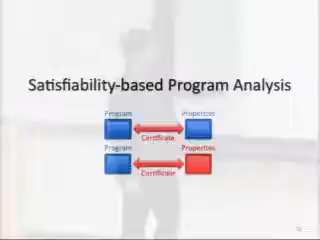 Satisfiability-based Program Analysis
Program Properties
Certificate
Program Properties
Certificate